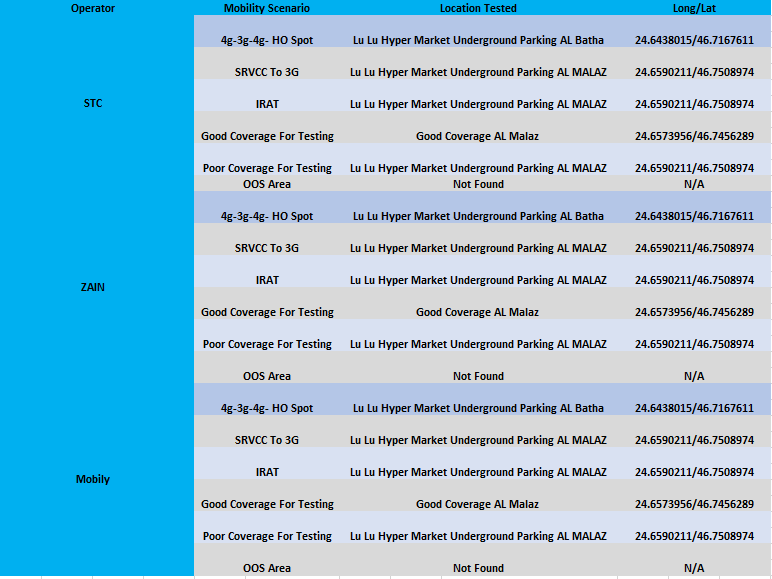 Operator Mobility Scenario Location Tested Long/Lat
4g-3g-4g- HO Spot Lu Lu Hyper Market Underground Parking AL Batha 24.6438015/46.7167611
SRVCC To 3G Lu Lu Hyper Market Underground Parking AL MALAZ 24.6590211/46.7508974
STC IRAT Lu Lu Hyper Market Underground Parking AL MALAZ 24.6590211/46.7508974
Good Coverage For Testing Good Coverage AL Malaz 24.6573956/46.7456289
Poor Coverage For Testing Lu Lu Hyper Market Underground Parking AL MALAZ 24.6590211/46.7508974
OOS Area Not Found N/A
4g-3g-4g- HO Spot Lu Lu Hyper Market Underground Parking AL Batha 24.6438015/46.7167611
SRVCC To 3G Lu Lu Hyper Market Underground Parking AL MALAZ 24.6590211/46.7508974
ZAIN IRAT Lu Lu Hyper Market Underground Parking AL MALAZ 24.6590211/46.7508974
Good Coverage For Testing Good Coverage AL Malaz 24.6573956/46.7456289
Poor Coverage For Testing Lu Lu Hyper Market Underground Parking AL MALAZ 24.6590211/46.7508974
OOS Area Not Found N/A
4g-3g-4g- HO Spot Lu Lu Hyper Market Underground Parking AL Batha 24.6438015/46.7167611
SRVCC To 3G Lu Lu Hyper Market Underground Parking AL MALAZ 24.6590211/46.7508974
Mobily IRAT Lu Lu Hyper Market Underground Parking AL MALAZ 24.6590211/46.7508974
Good Coverage For Testing Good Coverage AL Malaz 24.6573956/46.7456289
Poor Coverage For Testing Lu Lu Hyper Market Underground Parking AL MALAZ 24.6590211/46.7508974
OOS Area Not Found N/A